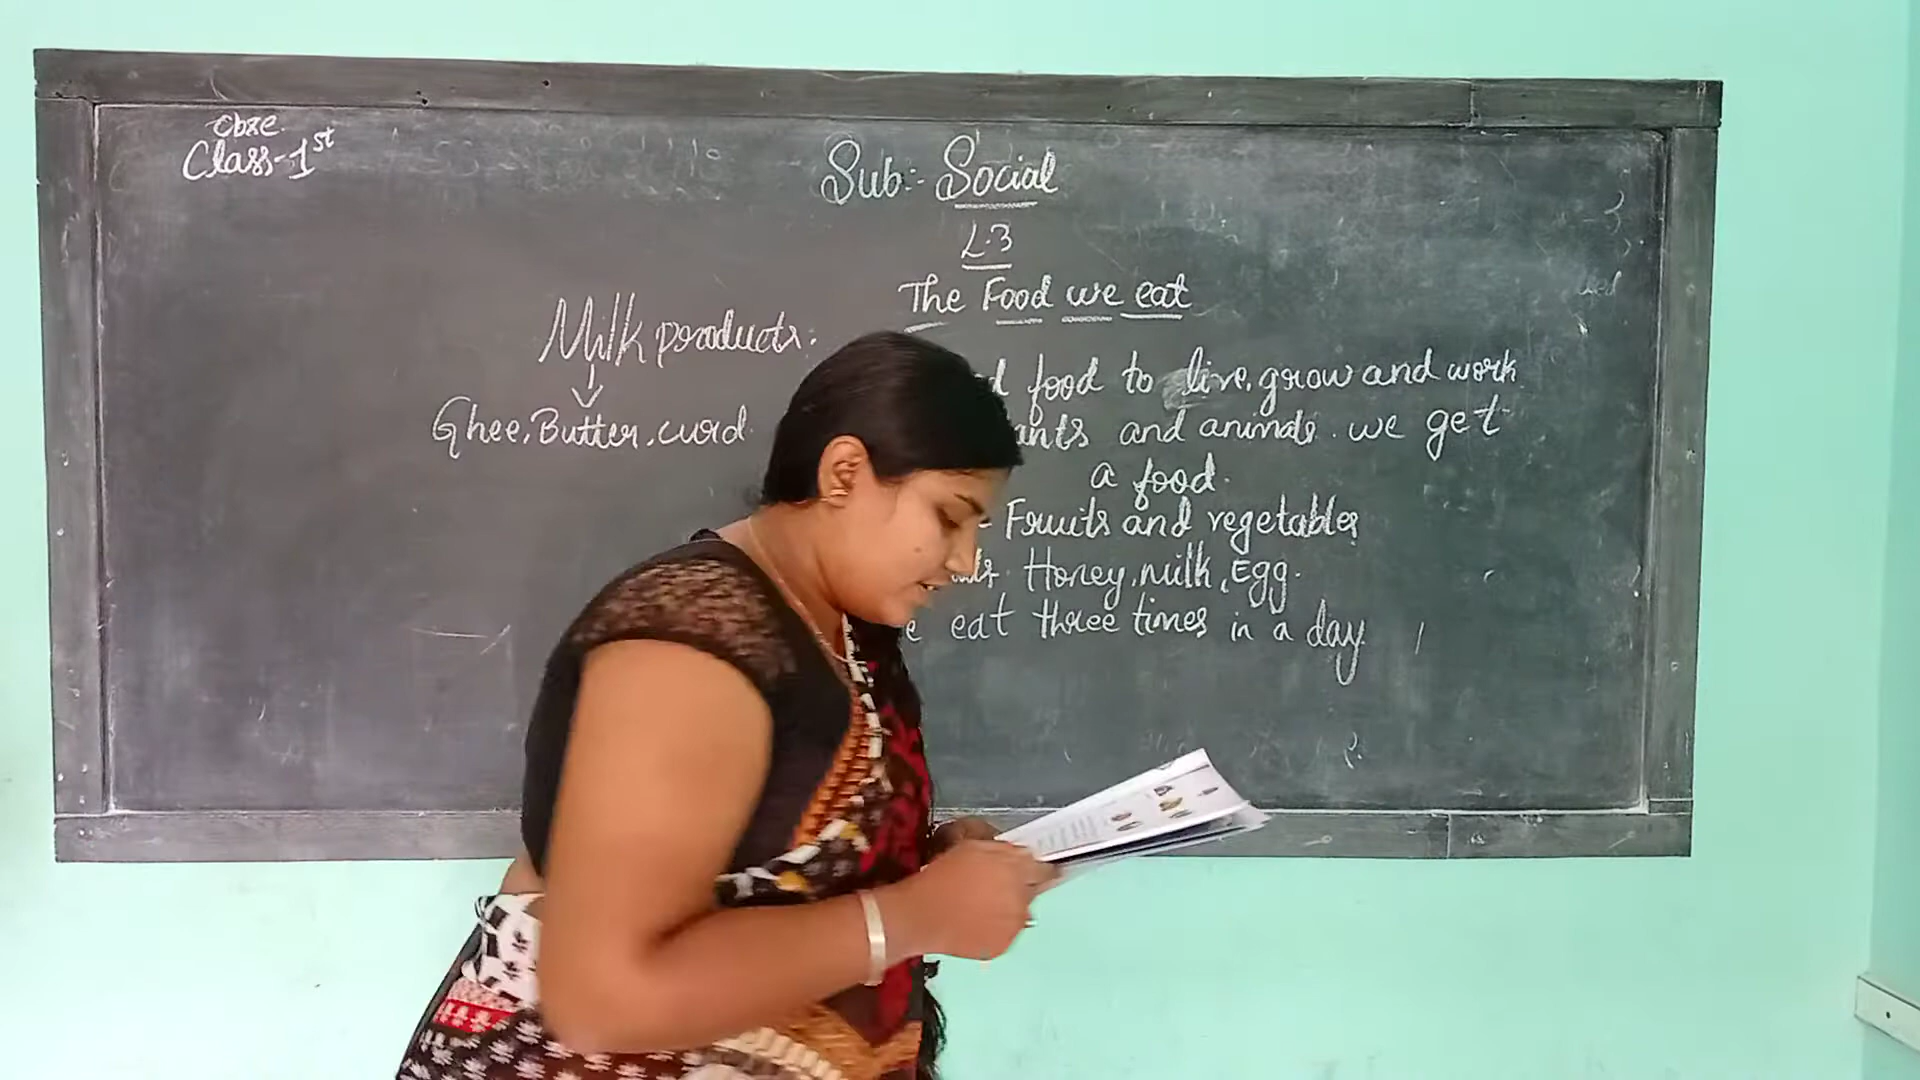 obze.
Class-1st
Sub:- Social
L.3
The Food we eat
Milk products.
Ghee, Butter, curd.
food to live, grow and work
and animals. we get
a food.
- Fruits and vegetables
Honey, milk, Egg.
eat three times in a day